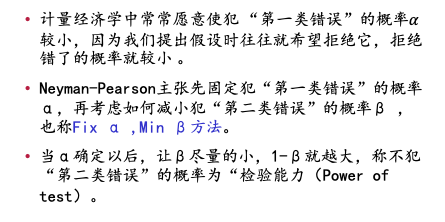 • 计量经济学中常常愿意使犯“第一类错误”的概率α
较小，因为我们提出假设时往往就希望拒绝它，拒绝
错了的概率就较小。
• Neyman-Pearson主张先固定犯“第一类错误”的概率
α，再考虑如何减小犯“第二类错误”的概率β ，
也称Fix α ,Min β方法。
• 当α确定以后，让β尽量的小，1-β就越大，称不犯
“第二类错误”的概率为“检验能力（Power of
test）。